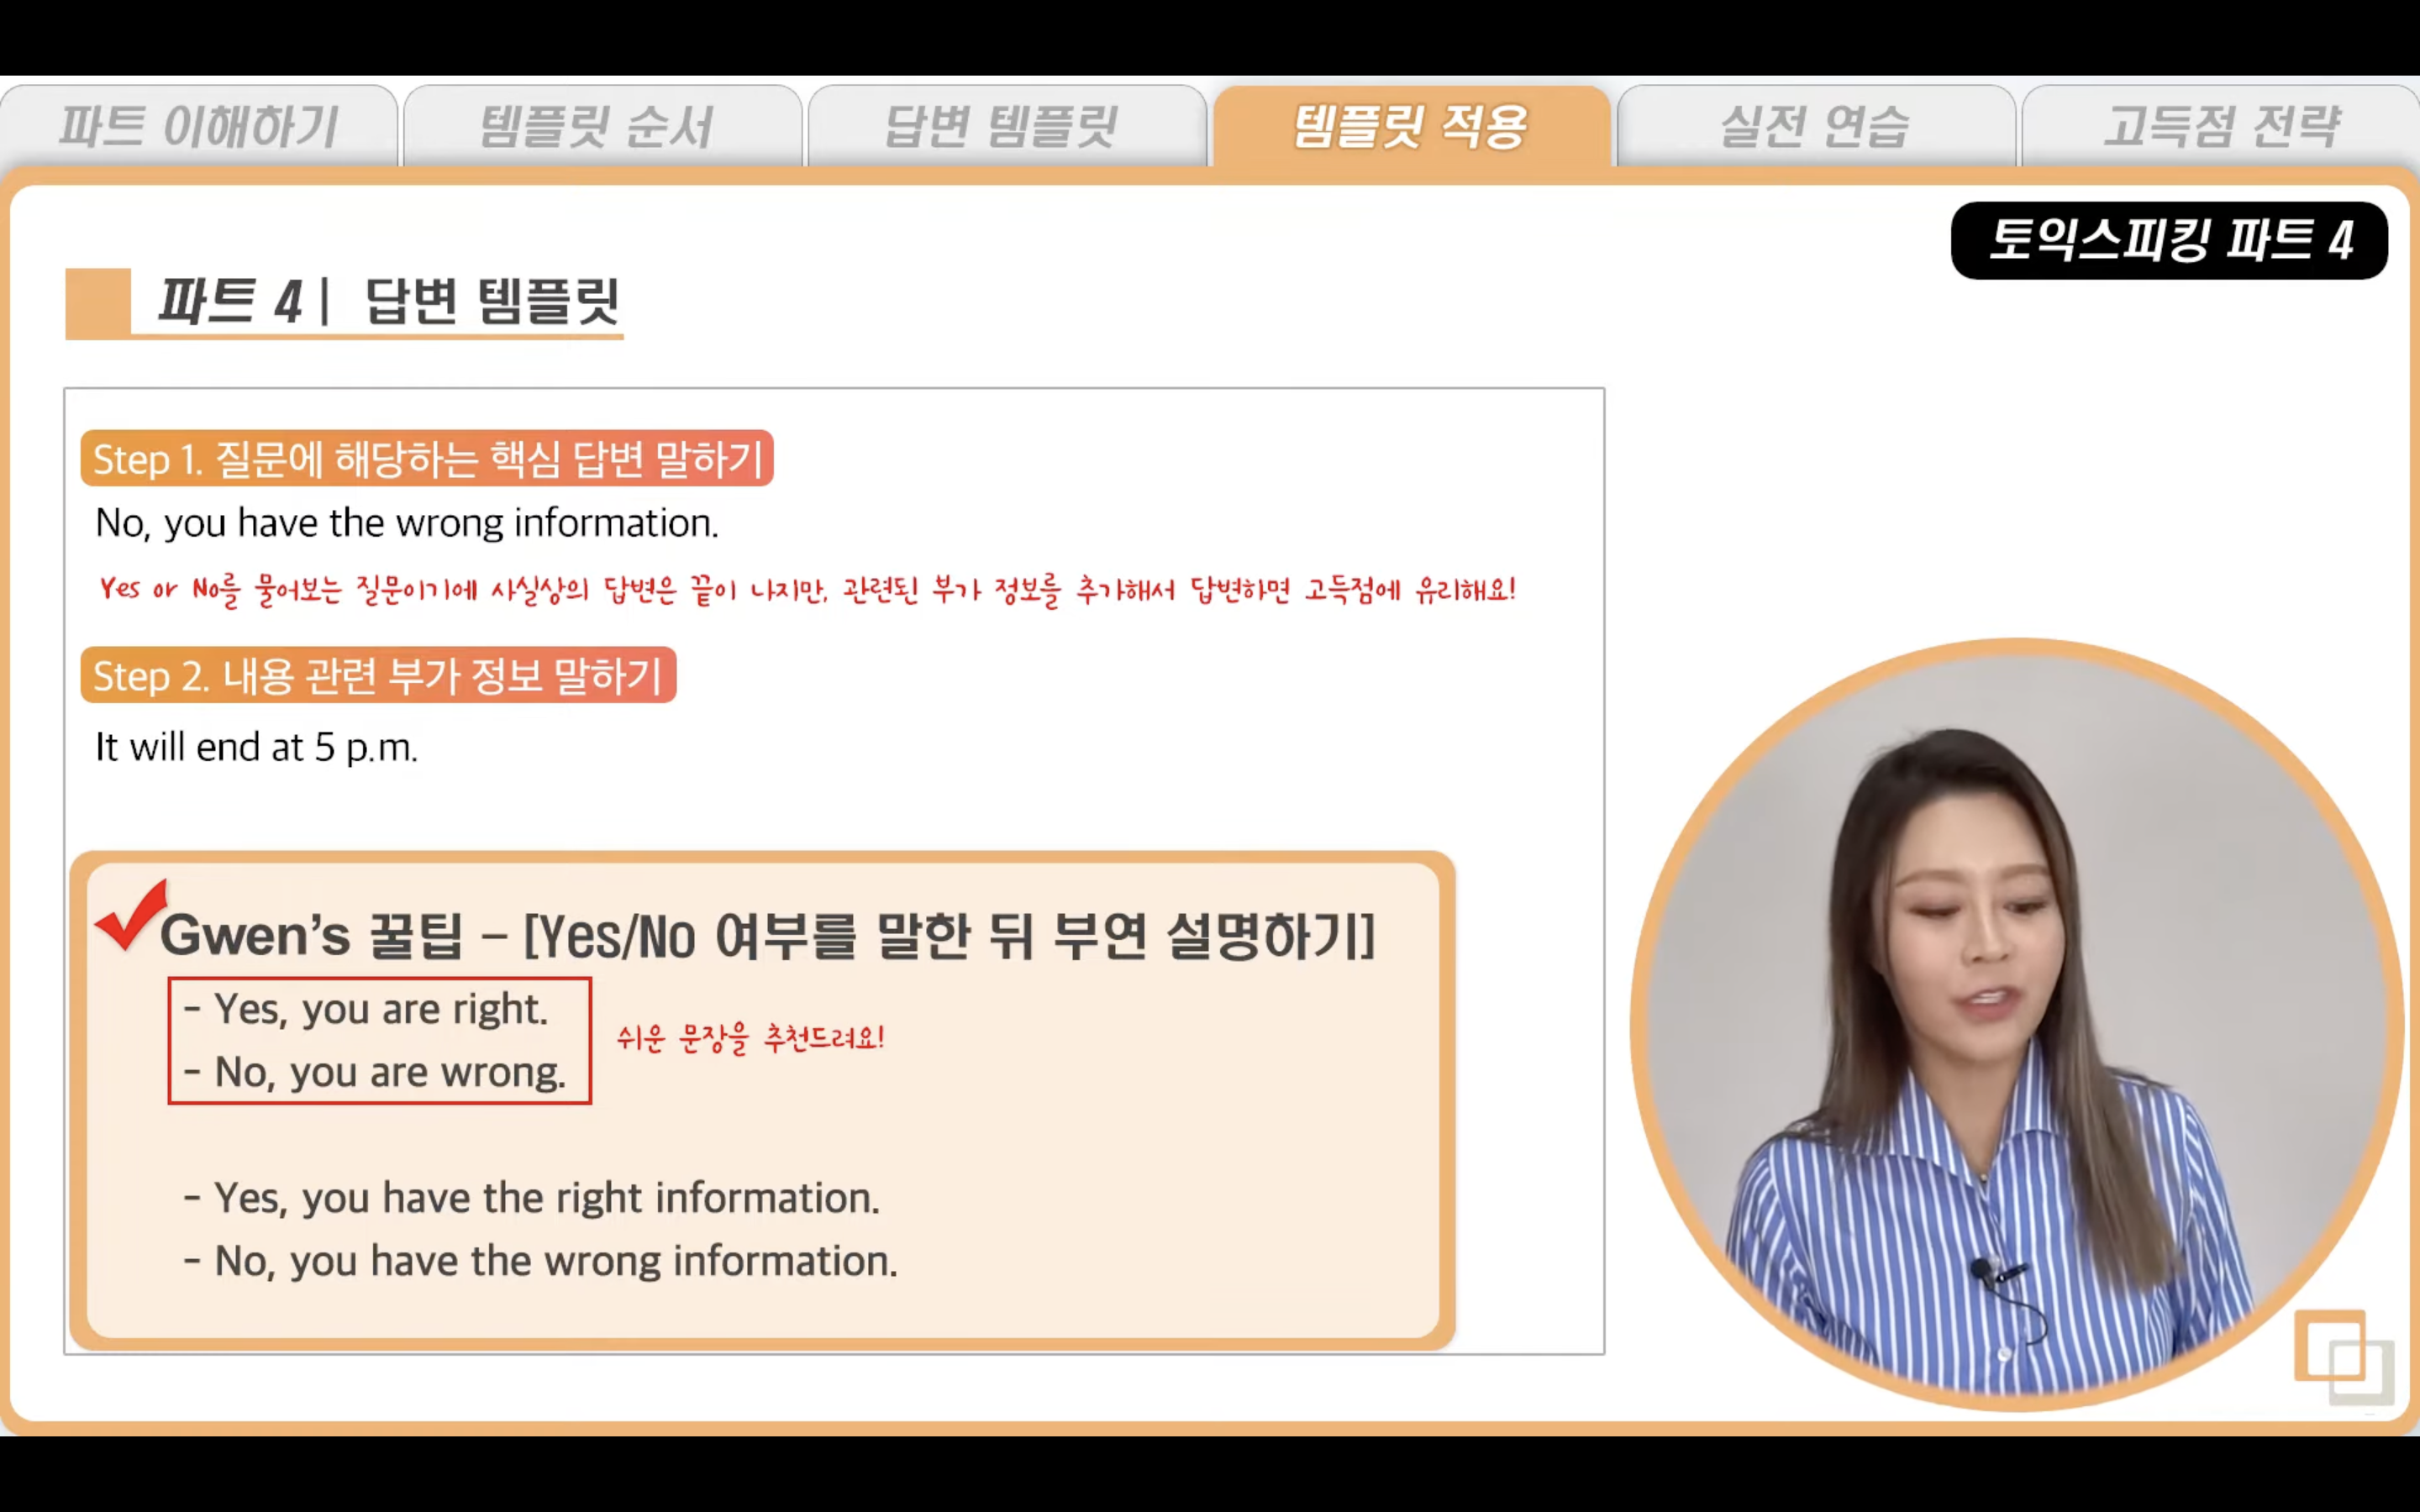 파트 이해하기
템플릿 순서
답변 템플릿
템플릿 적용
실전 연습
고득점 전략
토익스피킹 파트 4
파트 4 | 답변 템플릿
Step 1. 질문에 해당하는 핵심 답변 말하기
No, you have the wrong information.
Yes or No를 물어보는 질문이기에 사실상의 답변은 끝이 나지만, 관련된 부가 정보를 추가해서 답변하면 고득점에 유리해요!
Step 2. 내용 관련 부가 정보 말하기
It will end at 5 p.m.
Gwen’s 꿀팁 – [Yes/No 여부를 말한 뒤 부연 설명하기]
- Yes, you are right.
- No, you are wrong.
쉬운 문장을 추천드려요!
- Yes, you have the right information.
- No, you have the wrong information.